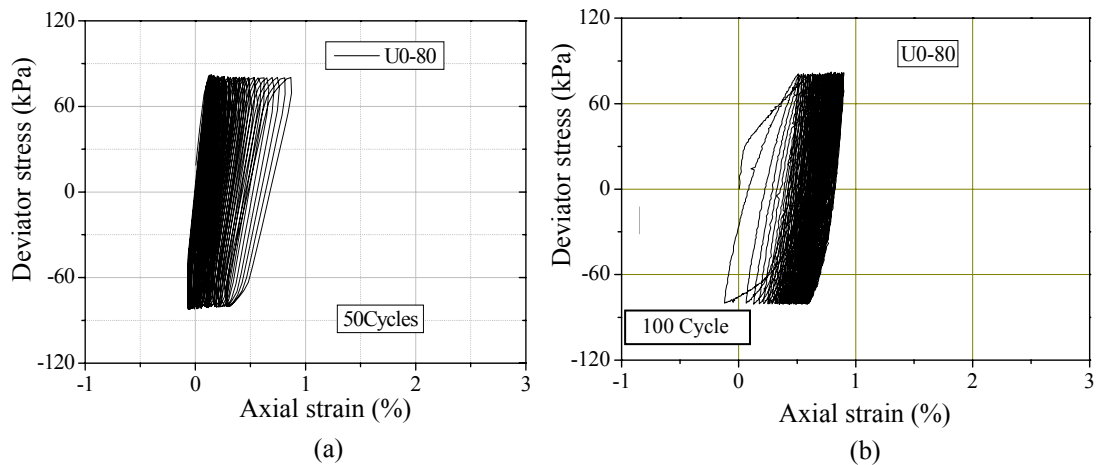 120
60
0
-60
-120
Deviator stress (kPa)
U0-80
50Cycles
-1
0
1
2
3
Axial strain (%)
(a)
120
60
0
-60
-120
Deviator stress (kPa)
U0-80
100 Cycle
-1
0
1
2
3
Axial strain (%)
(b)